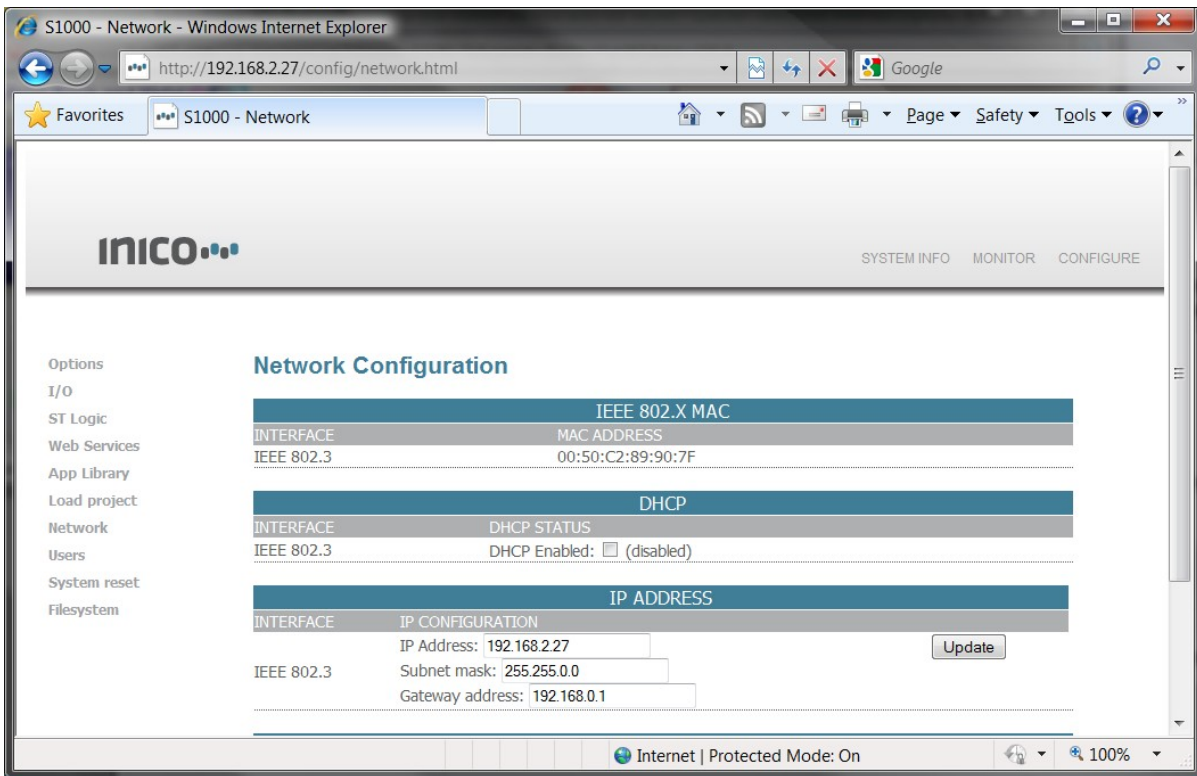 S1000 - Network - Windows Internet Explorer
http://192.168.2.27/config/network.html
Google
Favorites
S1000 - Network
Page
Safety
Tools
»
INICO
SYSTEM INFO MONITOR CONFIGURE
Options
I/O
ST Logic
Web Services
App Library
Load project
Network
Users
System reset
Filesystem
Network Configuration
IEEE 802.X MAC
INTERFACE MAC ADDRESS
IEEE 802.3 00:50:C2:89:90:7F
DHCP
INTERFACE DHCP STATUS
IEEE 802.3 DHCP Enabled: (disabled)
IP ADDRESS
INTERFACE IP CONFIGURATION
IP Address: 192.168.2.27 Update
IEEE 802.3 Subnet mask: 255.255.0.0
Gateway address: 192.168.0.1
Internet | Protected Mode: On
100%